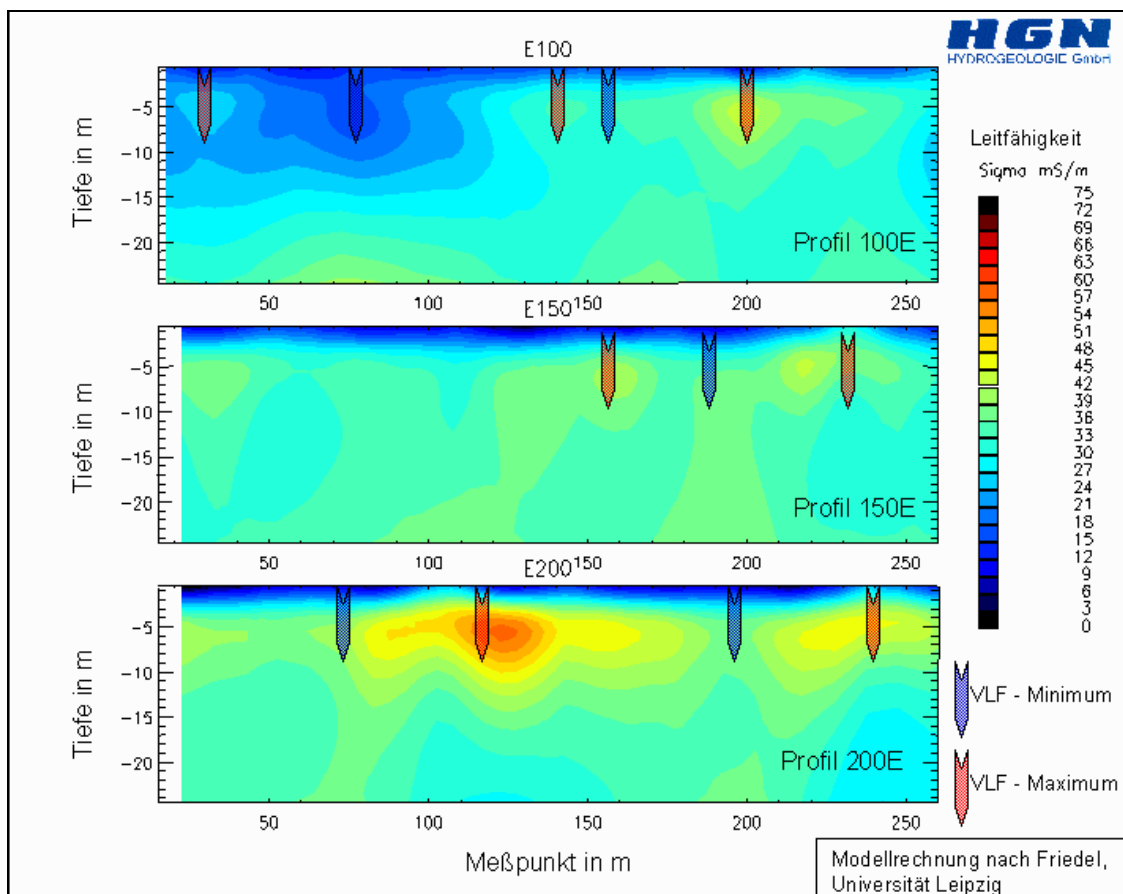 E100
HGN
HYDROGEOLOGIE GmbH
Tiefe in m
-5
-10
-15
-20
Profil 100E
50
100
150
200
250
E150
Tiefe in m
-5
-10
-15
-20
Profil 150E
50
100
150
200
250
E200
Tiefe in m
-5
-10
-15
-20
Profil 200E
50
100
150
200
250
Meßpunkt in m
Leitfähigkeit
Sigma mS/m
75
72
69
66
63
60
57
54
51
48
45
42
39
36
33
30
27
24
21
18
15
12
9
6
3
0
VLF - Minimum
VLF - Maximum
Modellrechnung nach Friedel,
Universität Leipzig